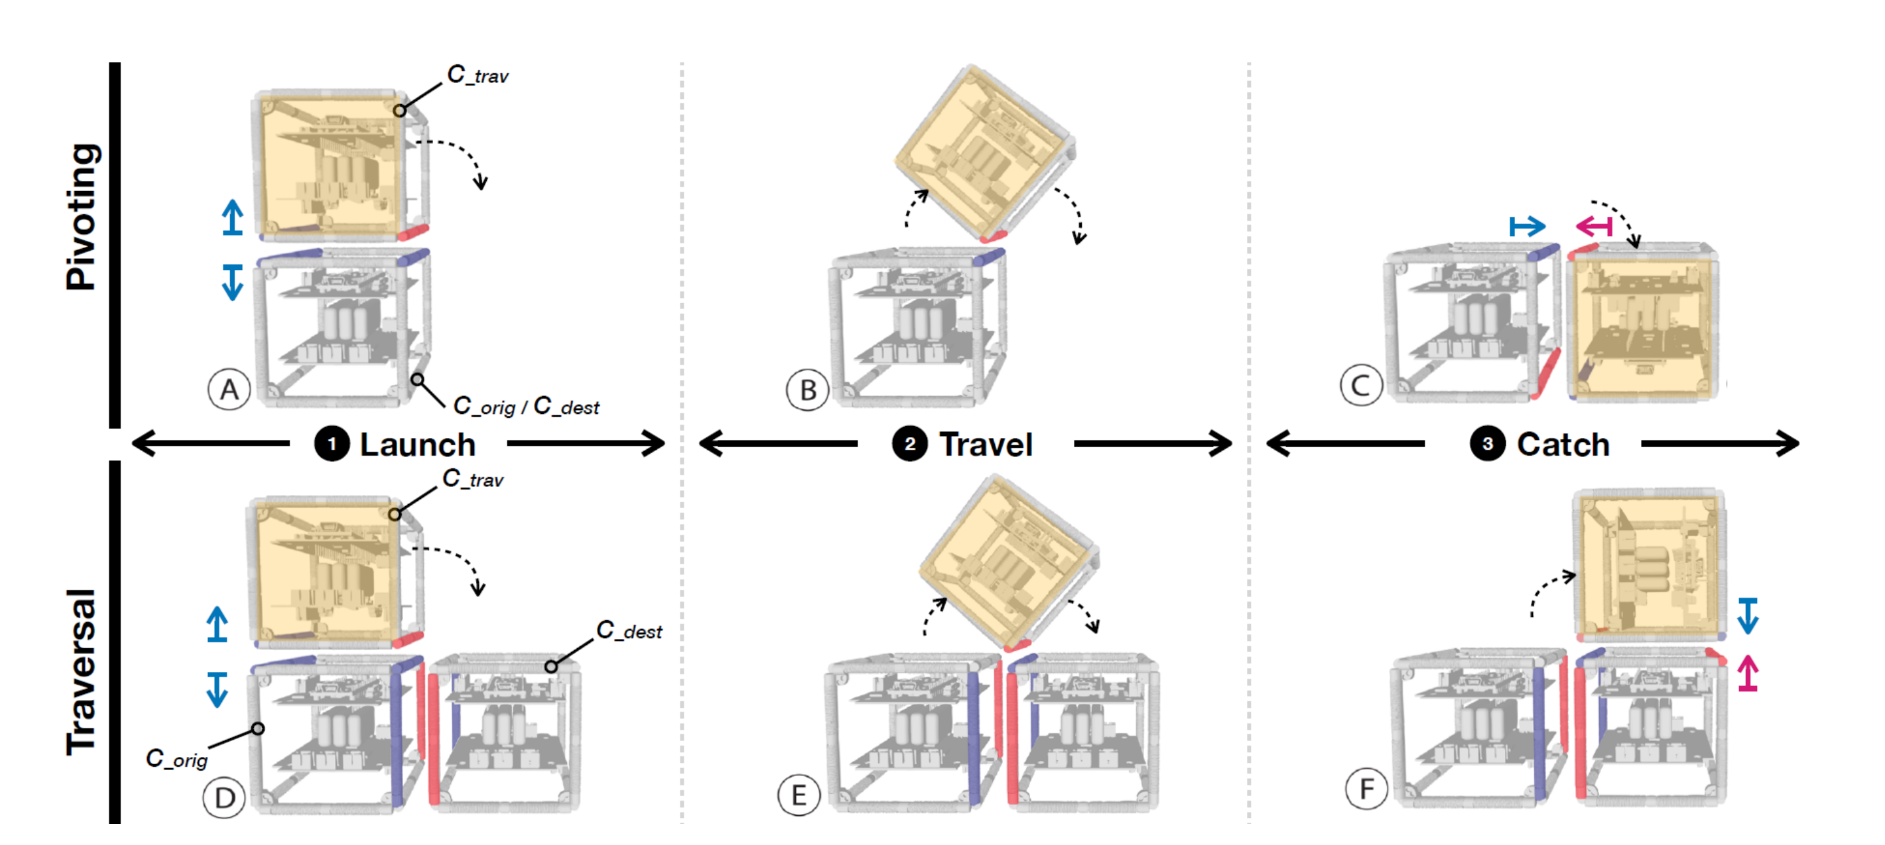 Pivoting
C_trav
A
C_orig / C_dest
B
C
1 Launch
2 Travel
3 Catch
Traversal
C_trav
C_dest
C_orig
D
E
F